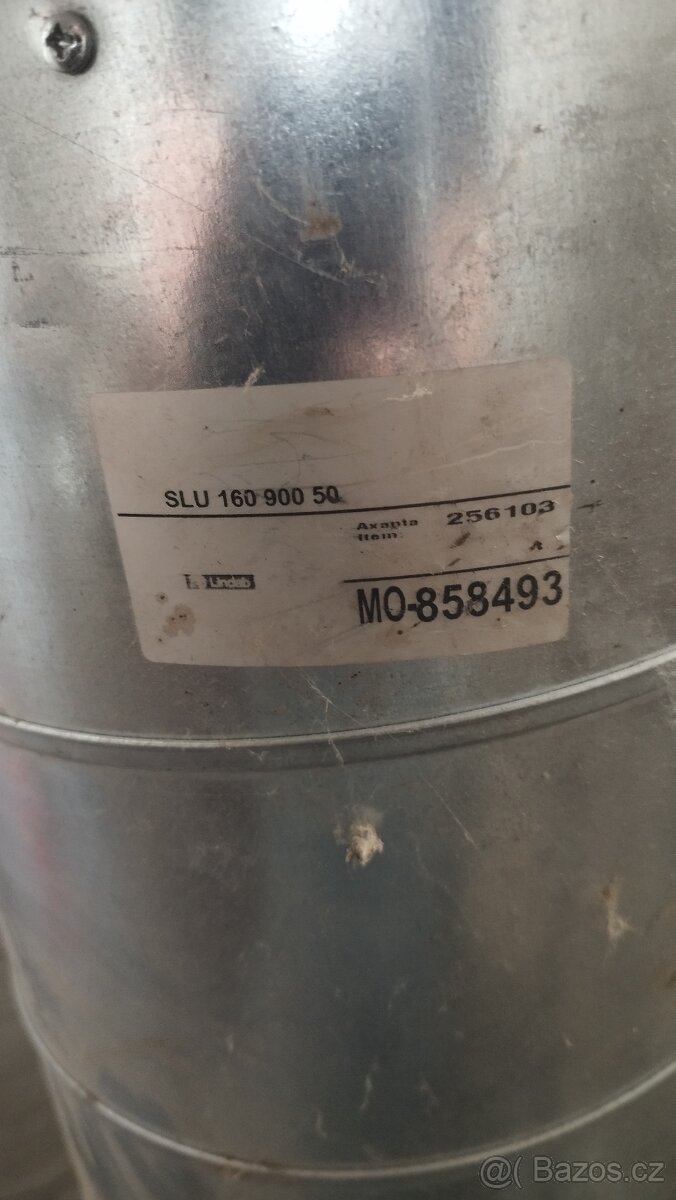 SLU 160 900 50
Axapta 256103
Item:
Lindab
MO-858493
@( Bazos.cz